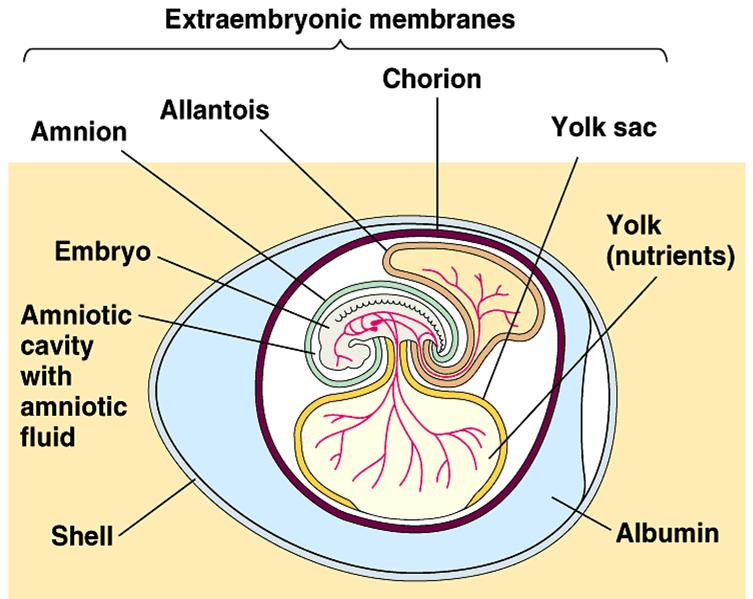 Extraembryonic membranes
Chorion
Allantois
Amnion
Yolk sac
Yolk
(nutrients)
Embryo
Amniotic
cavity
with
amniotic
fluid
Shell
Albumin